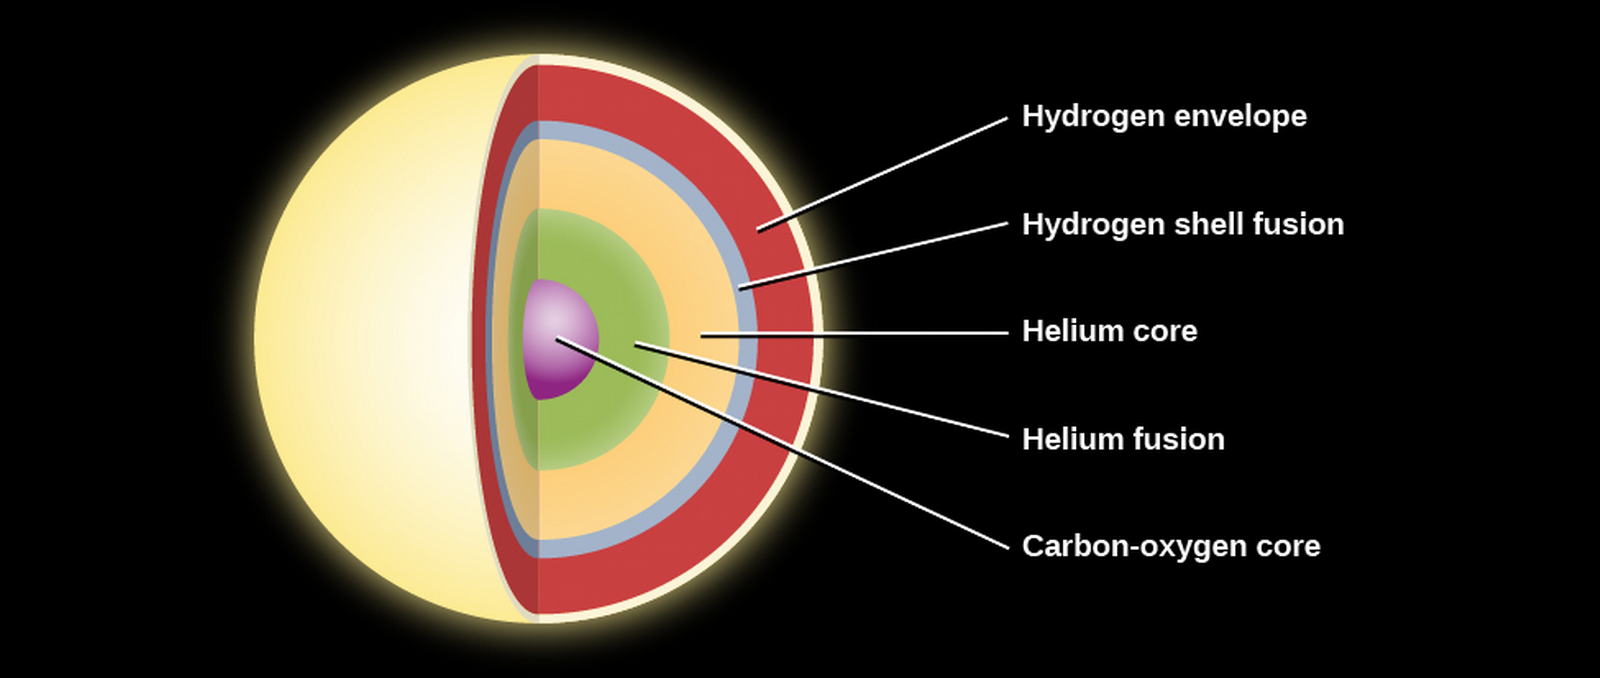 Hydrogen envelope
Hydrogen shell fusion
Helium core
Helium fusion
Carbon-oxygen core